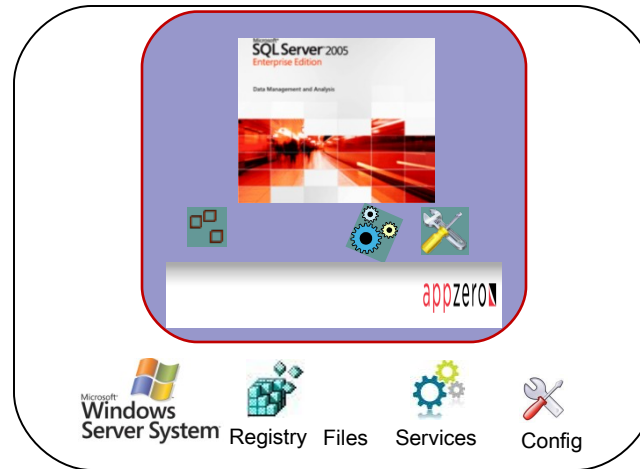 Microsoft
SQL Server 2005
Enterprise Edition
Data Management and Analysis
appzero
Microsoft
Windows
Server System
Registry Files Services Config